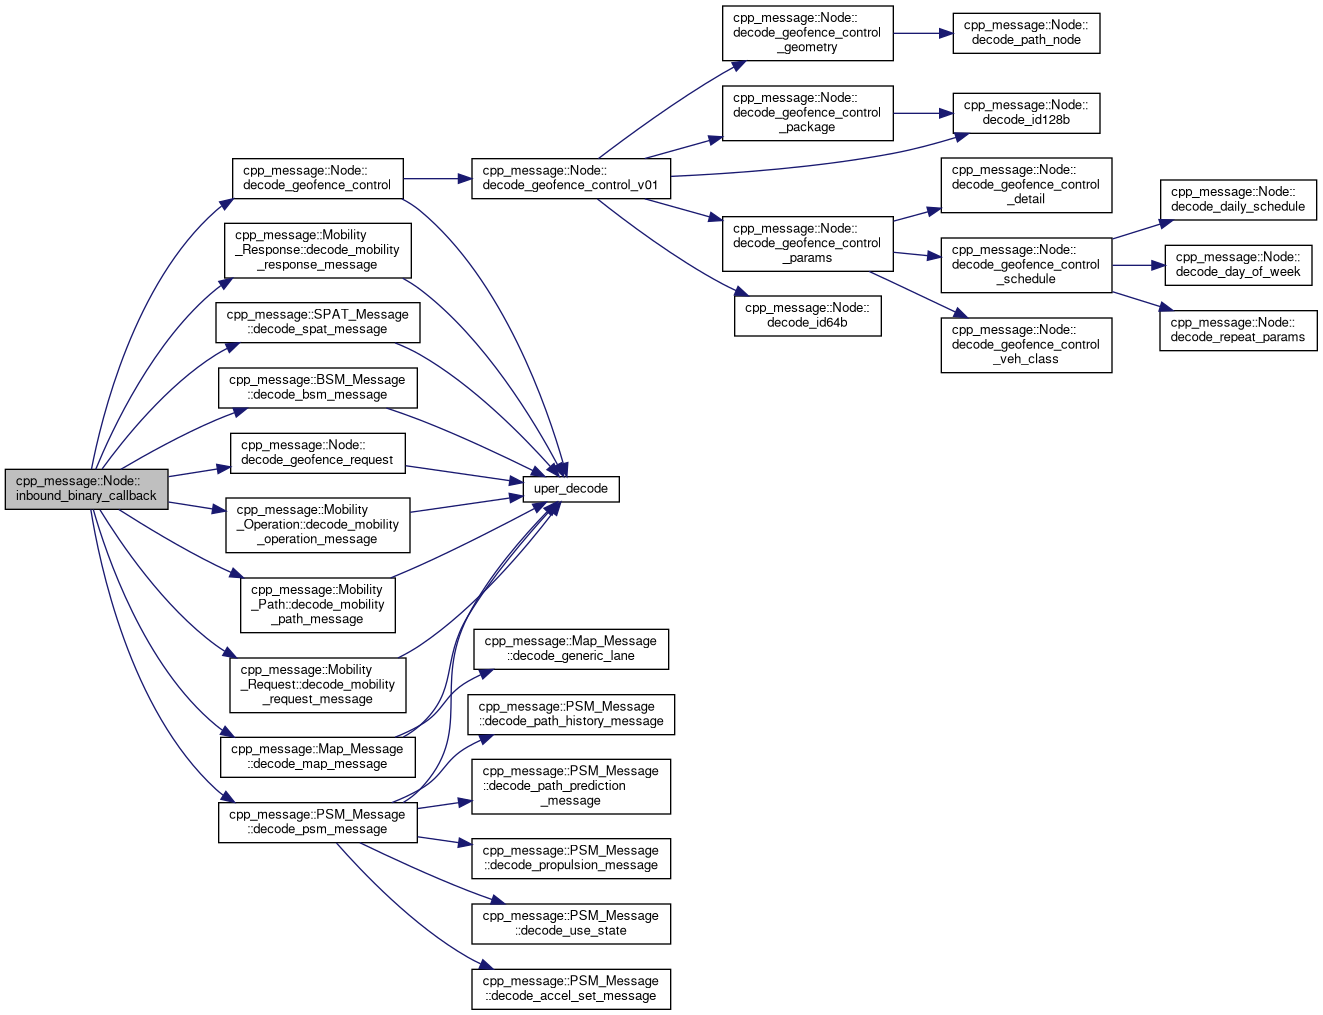 cpp_message::Node::
inbound_binary_callback
cpp_message::Node::
decode_geofence_control
cpp_message::Mobility
_Response::decode_mobility
_response_message
cpp_message::SPAT_Message
::decode_spat_message
cpp_message::BSM_Message
::decode_bsm_message
cpp_message::Node::
decode_geofence_request
cpp_message::Mobility
_Operation::decode_mobility
_operation_message
cpp_message::Mobility
_Path::decode_mobility
_path_message
cpp_message::Mobility
_Request::decode_mobility
_request_message
cpp_message::Map_Message
::decode_map_message
cpp_message::PSM_Message
::decode_psm_message
cpp_message::Node::
decode_geofence_control_v01
uper_decode
cpp_message::Map_Message
::decode_generic_lane
cpp_message::PSM_Message
::decode_path_history_message
cpp_message::PSM_Message
::decode_path_prediction
_message
cpp_message::PSM_Message
::decode_propulsion_message
cpp_message::PSM_Message
::decode_use_state
cpp_message::PSM_Message
::decode_accel_set_message
cpp_message::Node::
decode_geofence_control
_geometry
cpp_message::Node::
decode_geofence_control
_package
cpp_message::Node::
decode_geofence_control
_params
cpp_message::Node::
decode_id64b
cpp_message::Node::
decode_path_node
cpp_message::Node::
decode_id128b
cpp_message::Node::
decode_geofence_control
_detail
cpp_message::Node::
decode_geofence_control
_schedule
cpp_message::Node::
decode_geofence_control
_veh_class
cpp_message::Node::
decode_daily_schedule
cpp_message::Node::
decode_day_of_week
cpp_message::Node::
decode_repeat_params